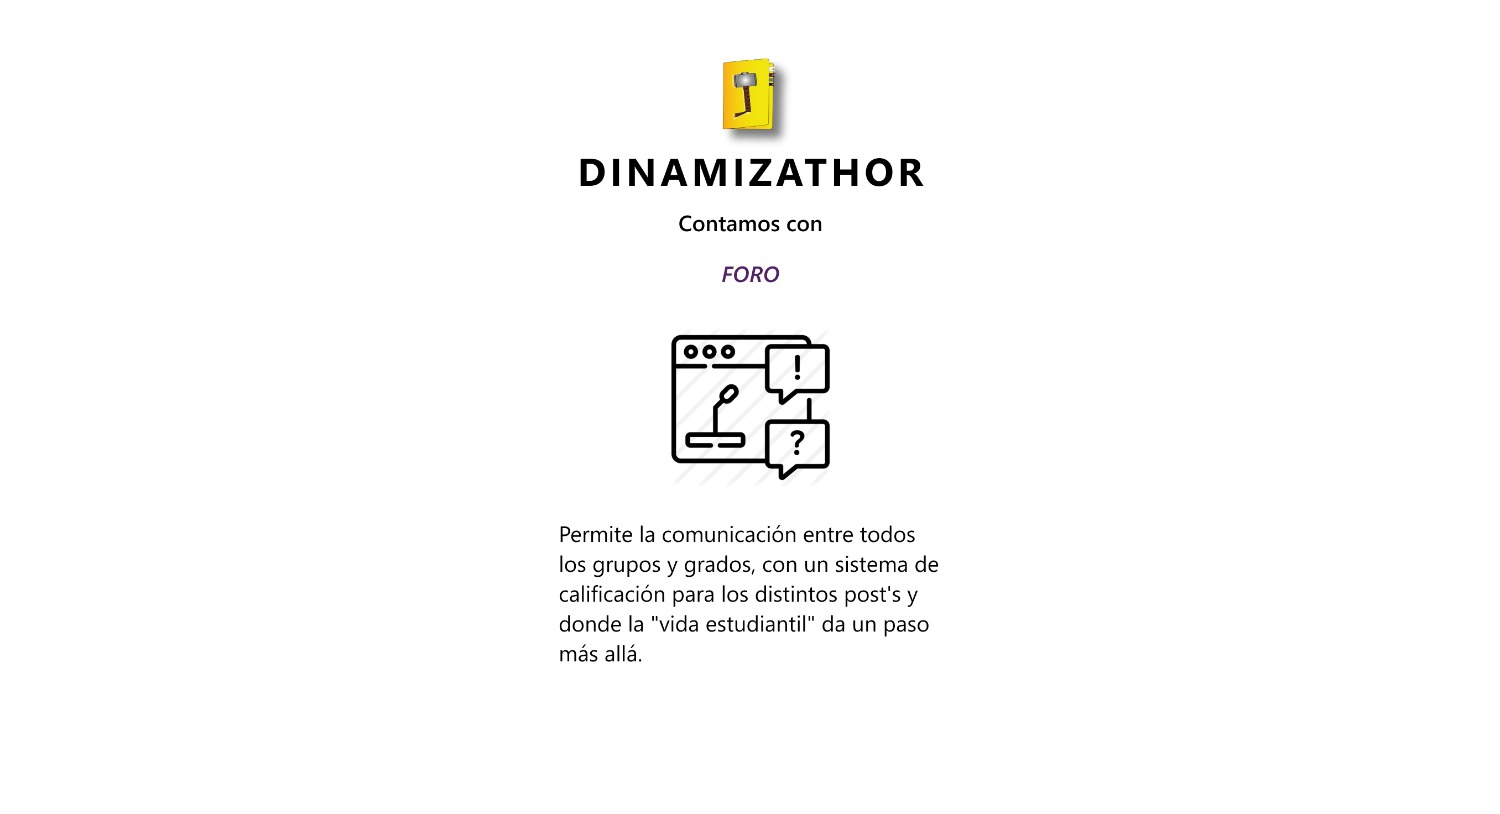 DINAMIZATHOR
Contamos con
FORO
!
?
Permite la comunicación entre todos
los grupos y grados, con un sistema de
calificación para los distintos post's y
donde la "vida estudiantil" da un paso
más allá.